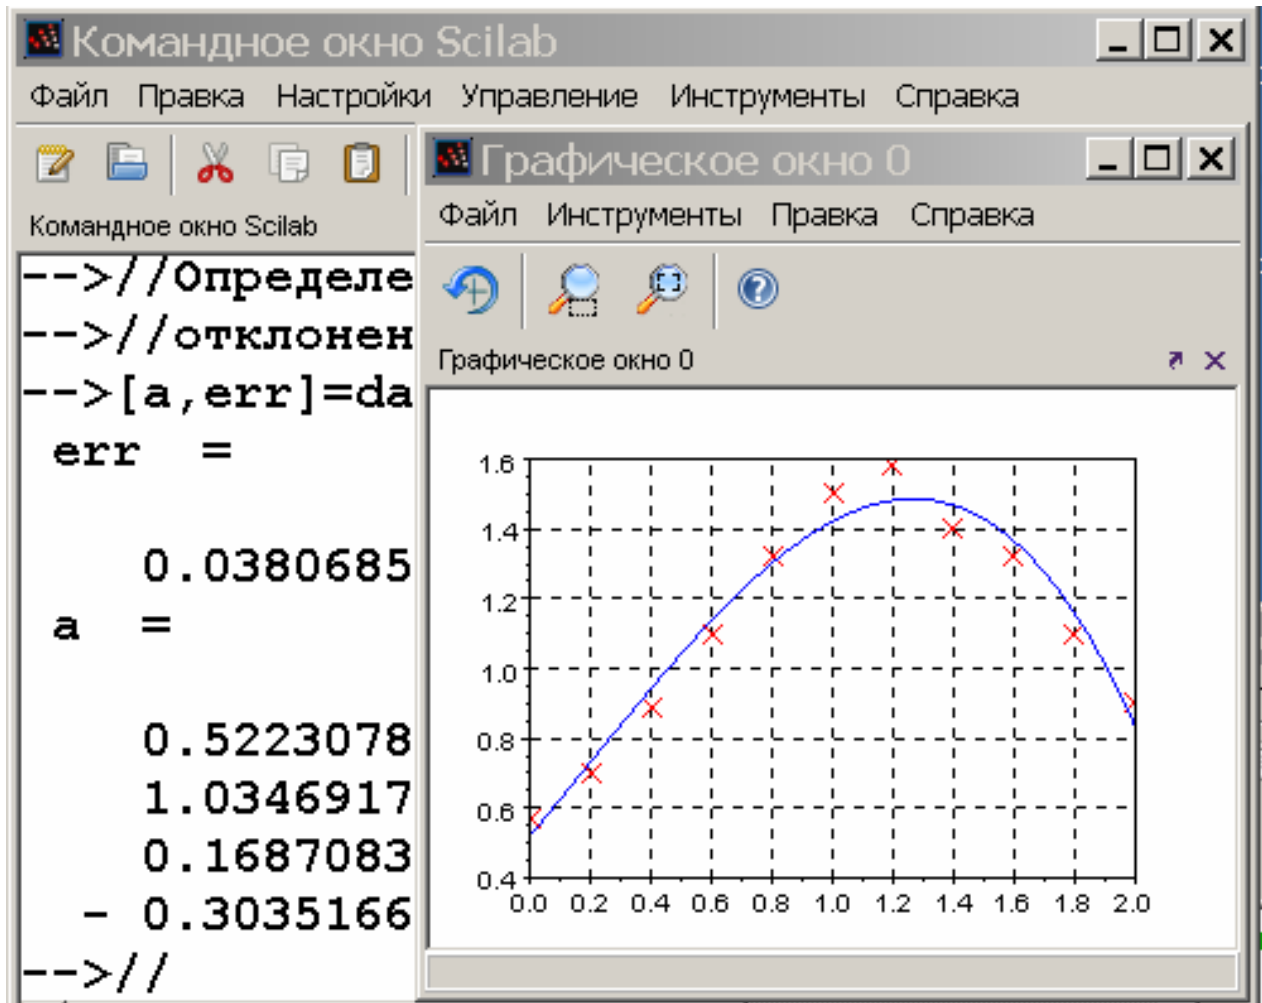 Командное окно Scilab
Файл Правка Настройки Управление Инструменты Справка
Командное окно Scilab
-->//Определе
-->//отклонен
-->[a,err]=da
err =
0.0380685
a =
0.5223078
1.0346917
0.1687083
- 0.3035166
-->//
Графическое окно 0
Файл Инструменты Правка Справка
Графическое окно 0
1.6
1.4
1.2
1.0
0.8
0.6
0.4
0.0 0.2 0.4 0.6 0.8 1.0 1.2 1.4 1.6 1.8 2.0